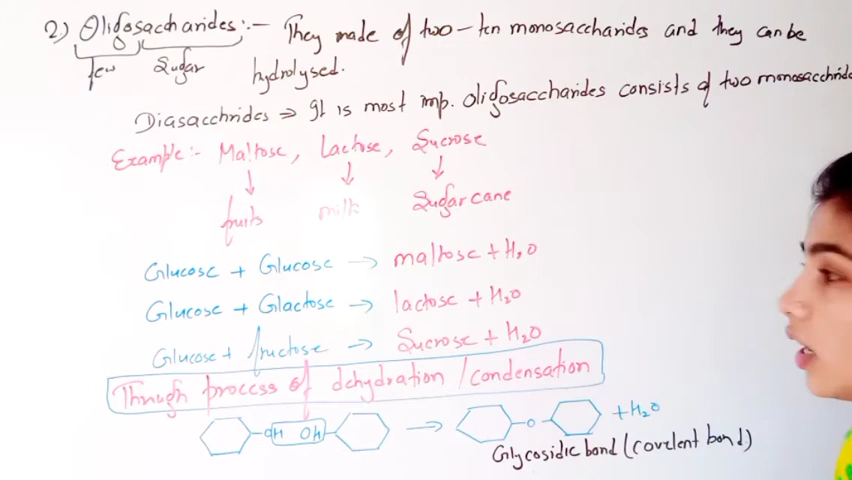 2) Oligosaccharides :- They made of two-ten monosaccharides and they can be
few sugar hydrolysed.
Diasacchrides => It is most imp. Oligosaccharides consists of two monosacchride
Example:- Maltose, Lactose, Sucrose
fruits milk Sugarcane
Glucose + Glucose → maltose + H2O
Glucose + Glactose → lactose + H2O
Glucose + fructose → Sucrose + H2O
Through process of dehydration / condensation
OH OH → O + H2O
Glycosidic bond (covelent bond)